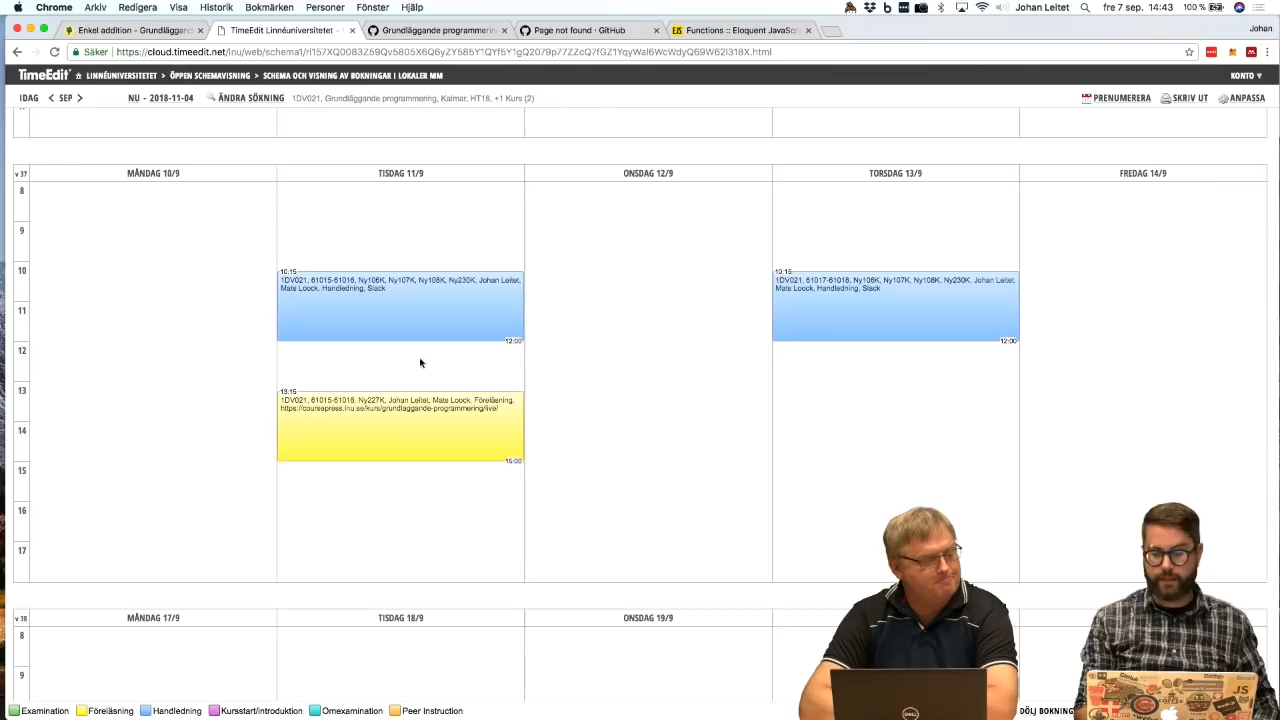 Chrome Arkiv Redigera Visa Historik Bokmärken Personer Fönster Hjälp 100 % Johan Leitet fre 7 sep. 14:43
Enkel addition - Grundläggand × TimeEdit Linnéuniversitetet - × Grundläggande programmering × Page not found · GitHub × EJS Functions :: Eloquent JavaScr × Johan
Säker https://cloud.timeedit.net/lnu/web/schema1/
TimeEdit LINNÉUNIVERSITETET > ÖPPEN SCHEMAVISNING > SCHEMA OCH VISNING AV BOKNINGAR I LOKALER MM KONTO
IDAG < SEP > NU - 2018-11-04 ÄNDRA SÖKNING 1DV021, Grundläggande programmering, Kalmar, HT18, +1 Kurs (2) PRENUMERERA SKRIV UT ANPASSA
v 37 MÅNDAG 10/9 TISDAG 11/9 ONSDAG 12/9 TORSDAG 13/9 FREDAG 14/9
8
9
10 10:15 10:15
1DV021, 61015-61016, Ny106K, Ny107K, Ny108K, Ny230K, Johan Leitet, 1DV021, 61017-61018, Ny106K, Ny107K, Ny108K, Ny230K, Johan Leitet,
Mats Loock, Handledning, Slack Mats Loock, Handledning, Slack
11
12:00 12:00
12
13 13:15
1DV021, 61015-61018, Ny227K, Johan Leitet, Mats Loock, Föreläsning,
https://coursepress.lnu.se/kurs/grundlaggande-programmering/live/
14
15:00
15
16
17
v 38 MÅNDAG 17/9 TISDAG 18/9 ONSDAG 19/9
8
9
DELL GitHub JS
Examination Föreläsning Handledning Kursstart/Introduktion Omexamination Peer Instruction DÖLJ BOKNING